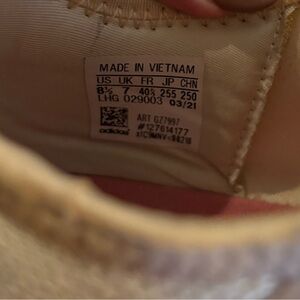 MADE IN VIETNAM
US UK FR JP CHN
8½ 7 40⅔ 255 250
LHG 029003 03/21
ART GZ7997
#127614177
adidas